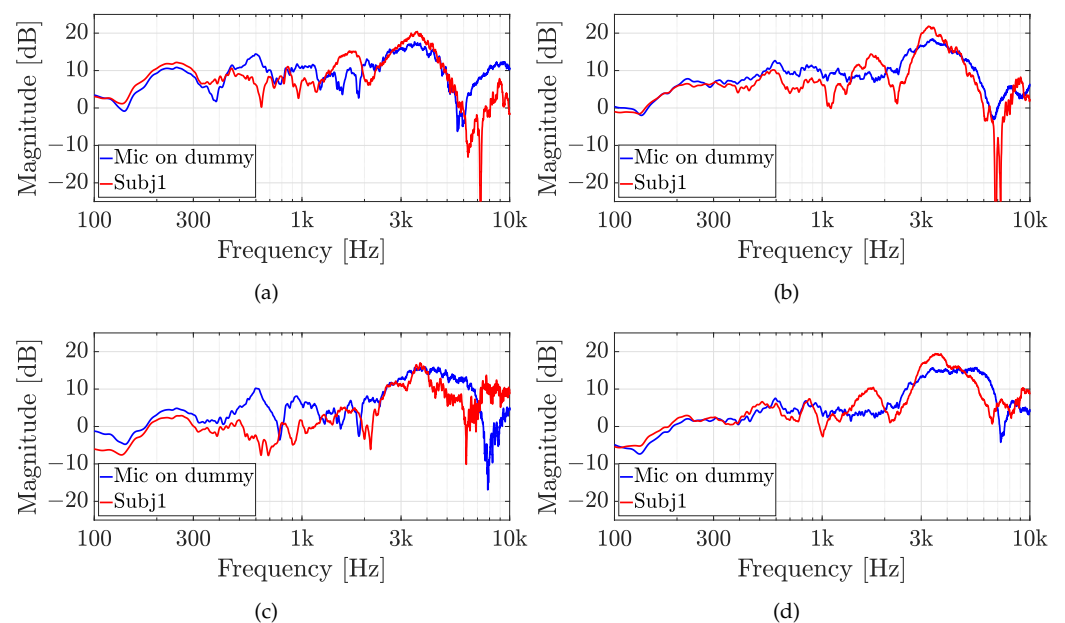 20
10
0
−10
−20
Magnitude [dB]
Mic on dummy
Subj1
100
300
1k
3k
10k
Frequency [Hz]
(a)
20
10
0
−10
−20
Magnitude [dB]
Mic on dummy
Subj1
100
300
1k
3k
10k
Frequency [Hz]
(b)
20
10
0
−10
−20
Magnitude [dB]
Mic on dummy
Subj1
100
300
1k
3k
10k
Frequency [Hz]
(c)
20
10
0
−10
−20
Magnitude [dB]
Mic on dummy
Subj1
100
300
1k
3k
10k
Frequency [Hz]
(d)